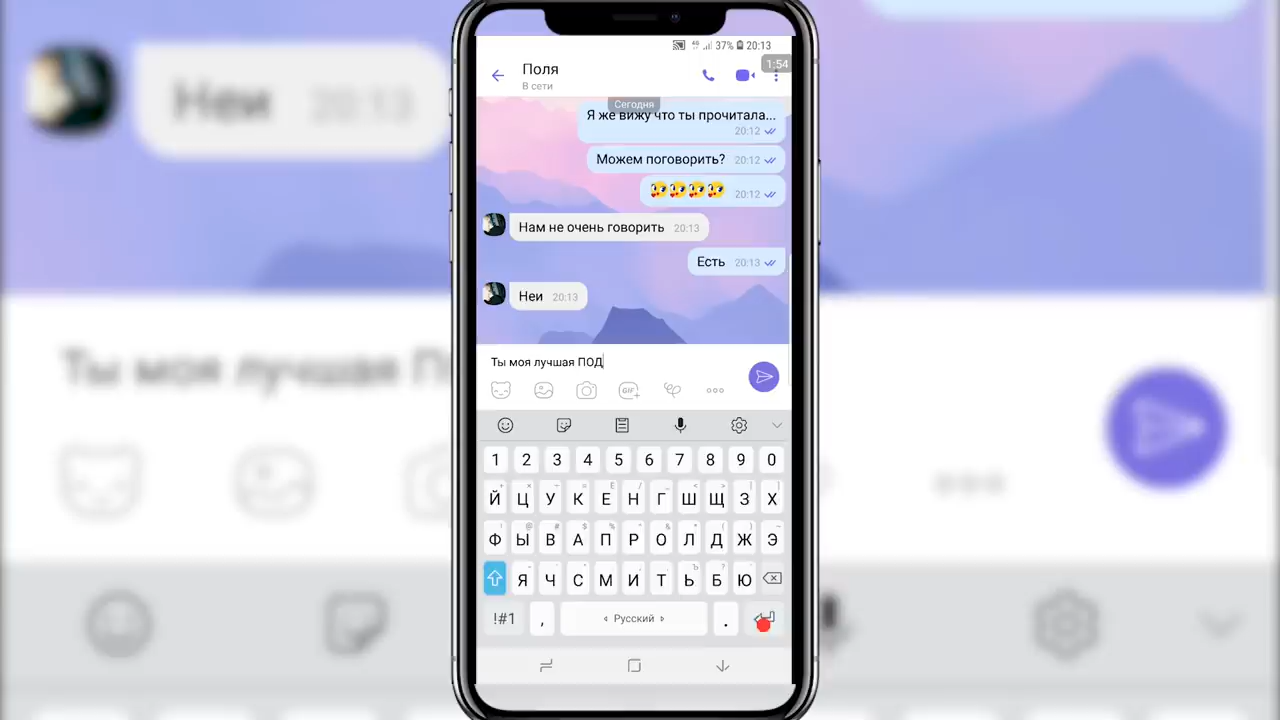 37% 20:13
1:54
Поля
В сети
Сегодня
Я же вижу что ты прочитала...
20:12
Можем поговорить? 20:12
20:12
Нам не очень говорить 20:13
Есть 20:13
Неи 20:13
Ты моя лучшая ПОД
GIF
1 2 3 4 5 6 7 8 9 0
Й Ц У К Е Н Г Ш Щ З Х
Ф Ы В А П Р О Л Д Ж Э
Я Ч С М И Т Ь Б Ю
!#1 , Русский .
Неи 20:13
Ты моя лучшая П